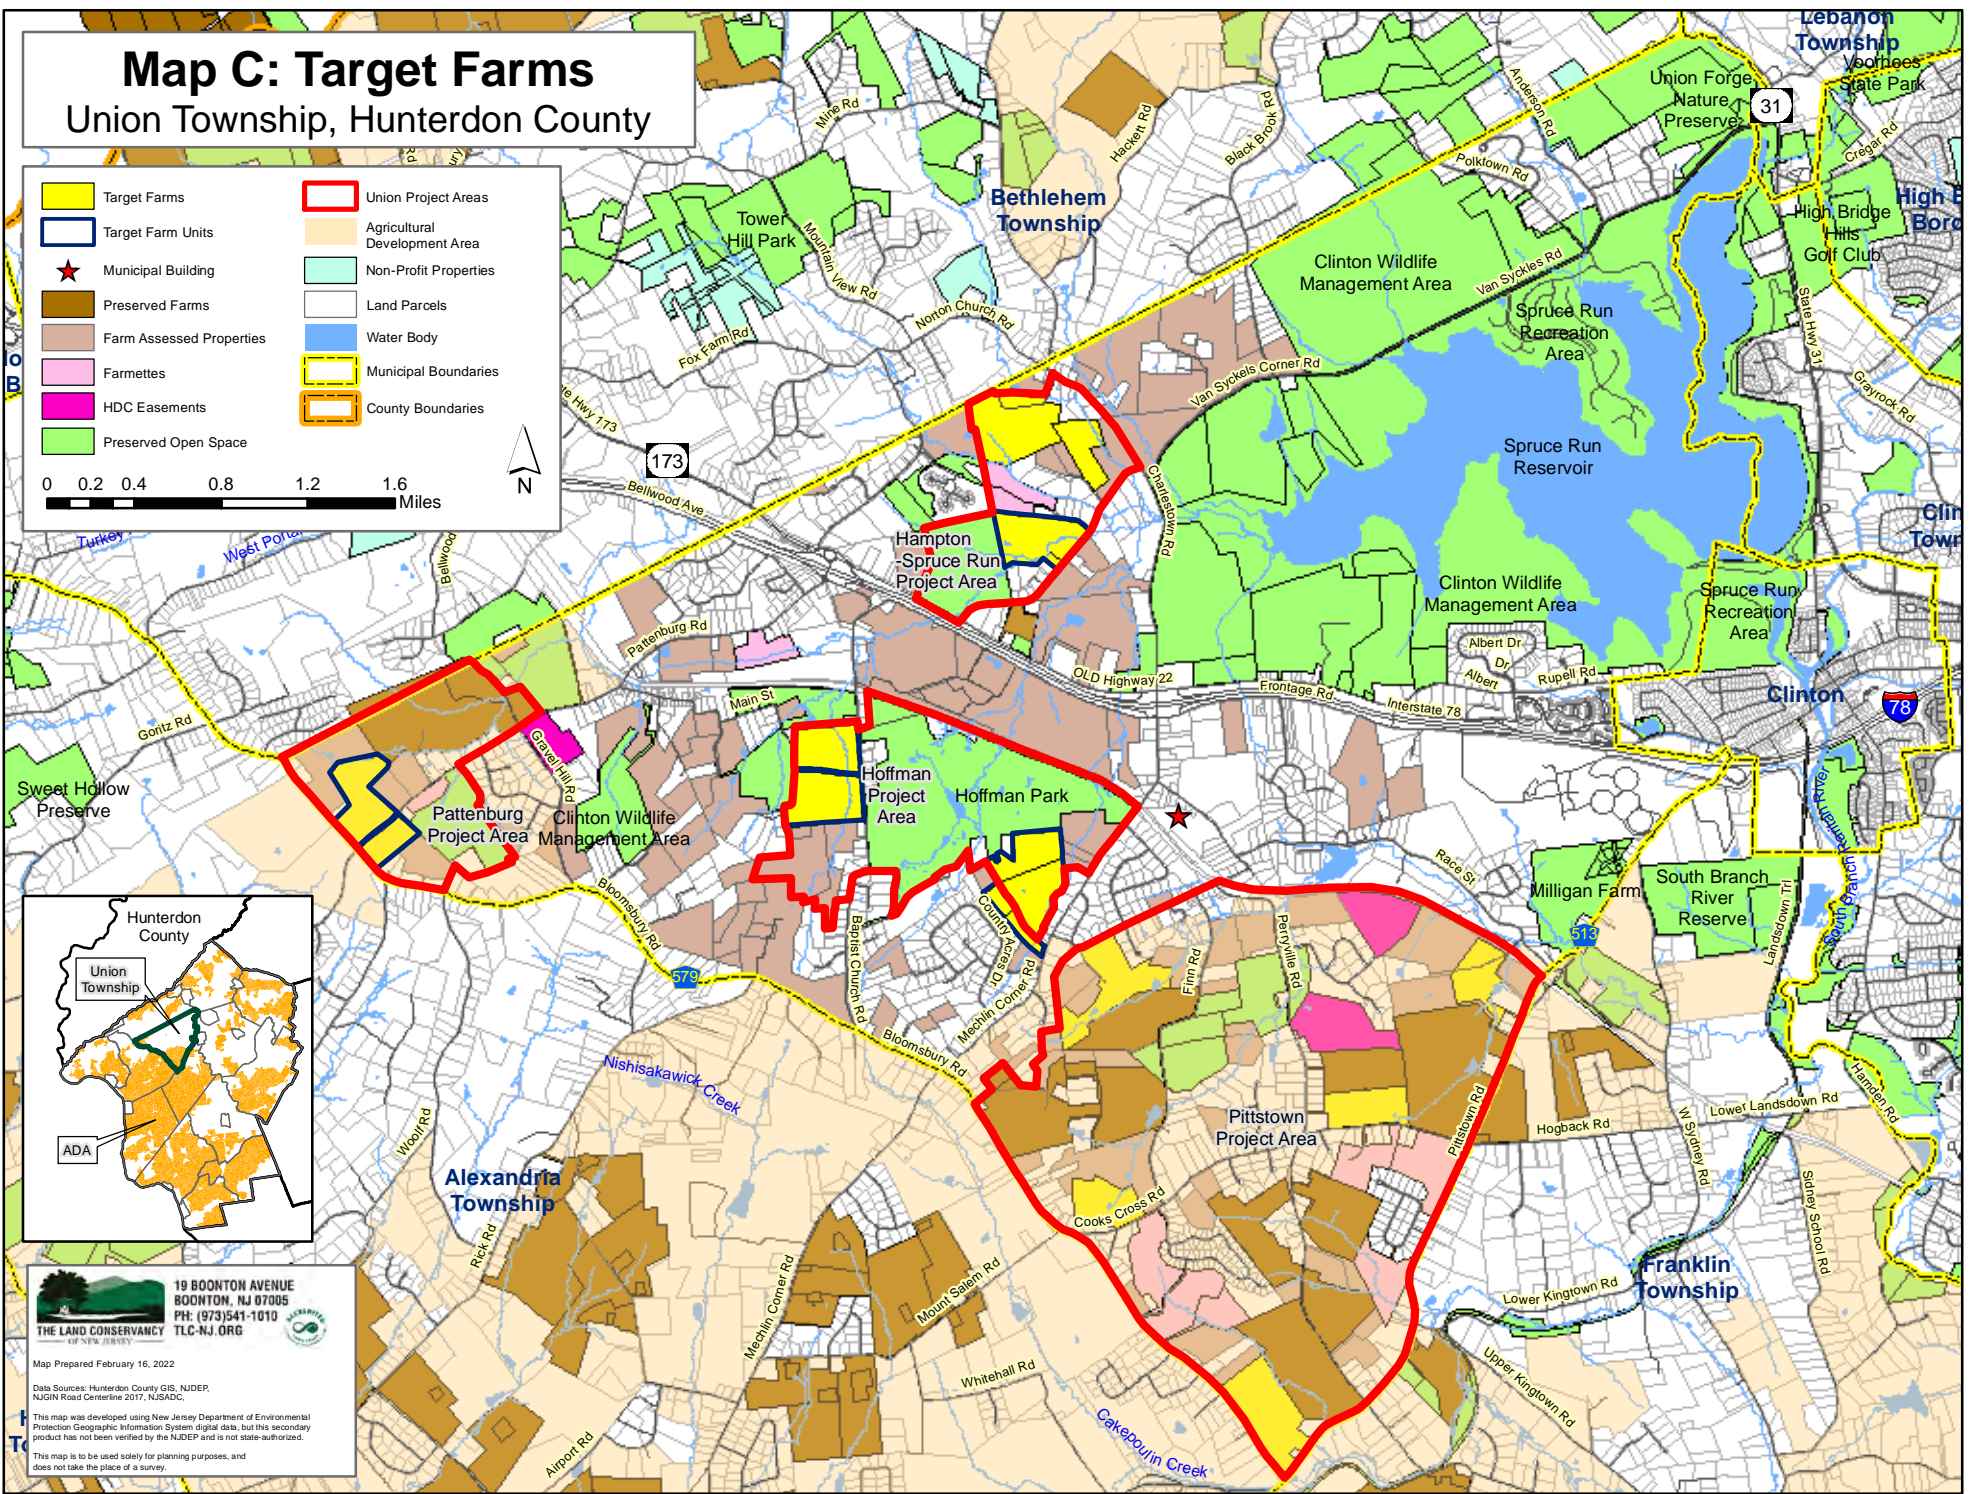 Map C: Target Farms
Union Township, Hunterdon County
Target Farms
Target Farm Units
Municipal Building
Preserved Farms
Farm Assessed Properties
Farmettes
HDC Easements
Preserved Open Space
Union Project Areas
Agricultural
Development Area
Non-Profit Properties
Land Parcels
Water Body
Municipal Boundaries
County Boundaries
0 0.2 0.4 0.8 1.2 1.6
Miles
N
Lebanon
Township
Voorhees
State Park
Union Forge
Nature
Preserve
31
Cregar Rd
Anderson Rd
Polktown Rd
Black Brook Rd
Hackett Rd
Mine Rd
Bethlehem
Township
Tower
Hill Park
Mountain View Rd
Norton Church Rd
Fox Farm Rd
High Bridge
Hills
Golf Club
Clinton Wildlife
Management Area
Van Syckles Rd
Spruce Run
Recreation
Area
State Hwy 31
Grayrock Rd
Van Syckels Corner Rd
173
Bellwood Ave
Spruce Run
Reservoir
Charlestown Rd
Hampton
-Spruce Run
Project Area
Clinton Wildlife
Management Area
Spruce Run
Recreation
Area
Albert Dr
Dr
Albert
Rupell Rd
OLD Highway 22
Frontage Rd
Interstate 78
Clinton
78
Pattenburg Rd
Main St
Goritz Rd
Gravel Hill Rd
Sweet Hollow
Preserve
Pattenburg
Project Area
Clinton Wildlife
Management Area
Hoffman
Project
Area
Hoffman Park
Race St
Milligan Farm
South Branch
River
Reserve
South Branch Raritan River
Landsdown Trl
513
Bloomsbury Rd
579
Baptist Church Rd
Country Acres Dr
Mechlin Corner Rd
Finn Rd
Perryville Rd
Bloomsbury Rd
Nishisakawick Creek
Hunterdon
County
Union
Township
ADA
Woolf Rd
Alexandria
Township
Rick Rd
Pittstown
Project Area
Pittstown Rd
Hogback Rd
W Sydney Rd
Lower Landsdown Rd
Hamden Rd
Sidney School Rd
Cooks Cross Rd
Mount Salem Rd
Mechlin Corner Rd
Whitehall Rd
Airport Rd
Cakepoulin Creek
Franklin
Township
Lower Kingtown Rd
Upper Kingtown Rd
THE LAND CONSERVANCY
OF NEW JERSEY
19 BOONTON AVENUE
BOONTON, NJ 07005
PH: (973)541-1010
TLC-NJ.ORG
Map Prepared February 16, 2022
Data Sources: Hunterdon County GIS, NJDEP,
NJGIN Road Centerline 2017, NJSADC,
This map was developed using New Jersey Department of Environmental
Protection Geographic Information System digital data, but this secondary
product has not been verified by the NJDEP and is not state-authorized.
This map is to be used solely for planning purposes, and
does not take the place of a survey.